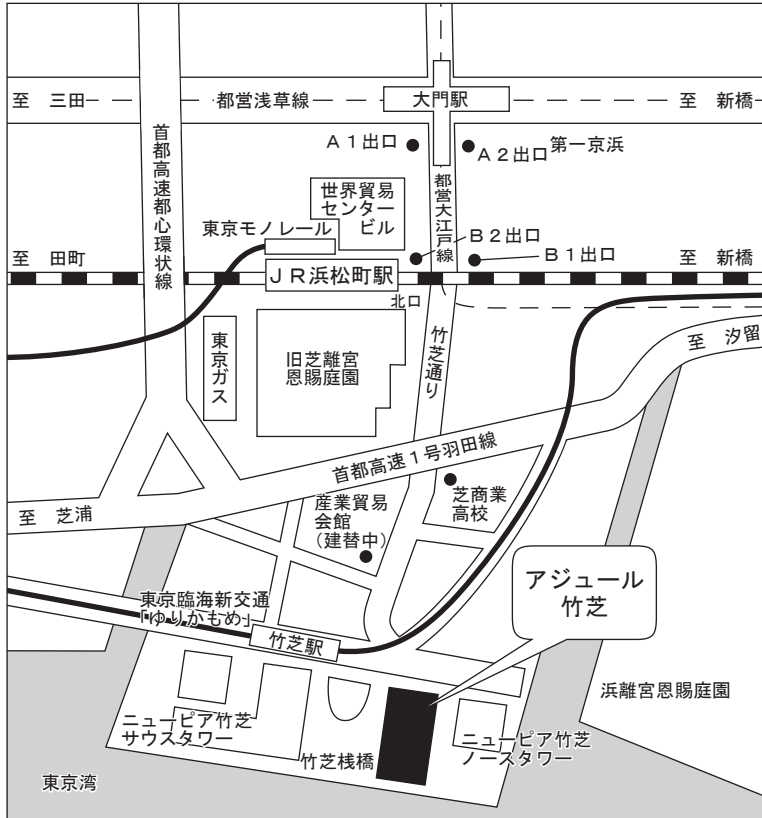 至 三田
都営浅草線
大門駅
至 新橋
A1出口
A2出口
第一京浜
首都高速都心環状線
世界貿易
センター
ビル
都営大江戸線
東京モノレール
B2出口
B1出口
至 田町
至 新橋
JR浜松町駅
北口
東京ガス
旧芝離宮
恩賜庭園
竹芝通り
至 汐留
首都高速1号羽田線
芝商業
高校
産業貿易
会館
(建替中)
至 芝浦
アジュール
竹芝
東京臨海新交通
「ゆりかもめ」
竹芝駅
浜離宮恩賜庭園
ニューピア竹芝
サウスタワー
竹芝桟橋
ニューピア竹芝
ノースタワー
東京湾